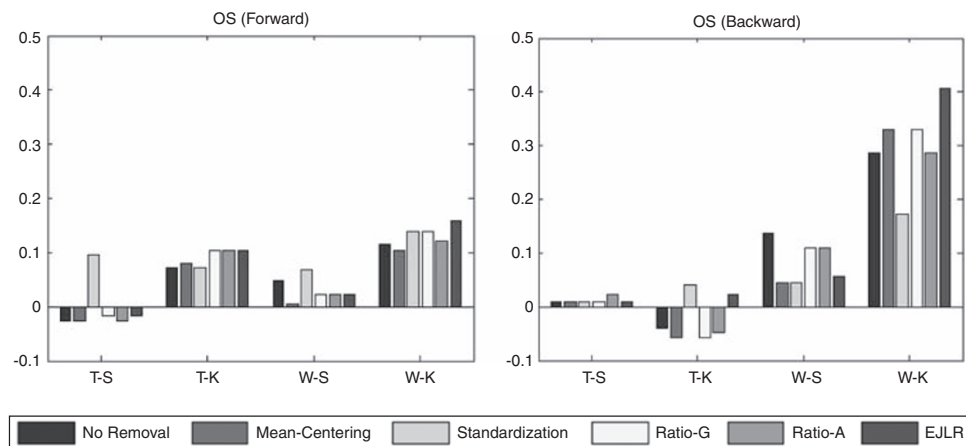 OS (Forward)
0.5
0.4
0.3
0.2
0.1
0
-0.1
T-S T-K W-S W-K
OS (Backward)
0.5
0.4
0.3
0.2
0.1
0
-0.1
T-S T-K W-S W-K
No Removal Mean-Centering Standardization Ratio-G Ratio-A EJLR